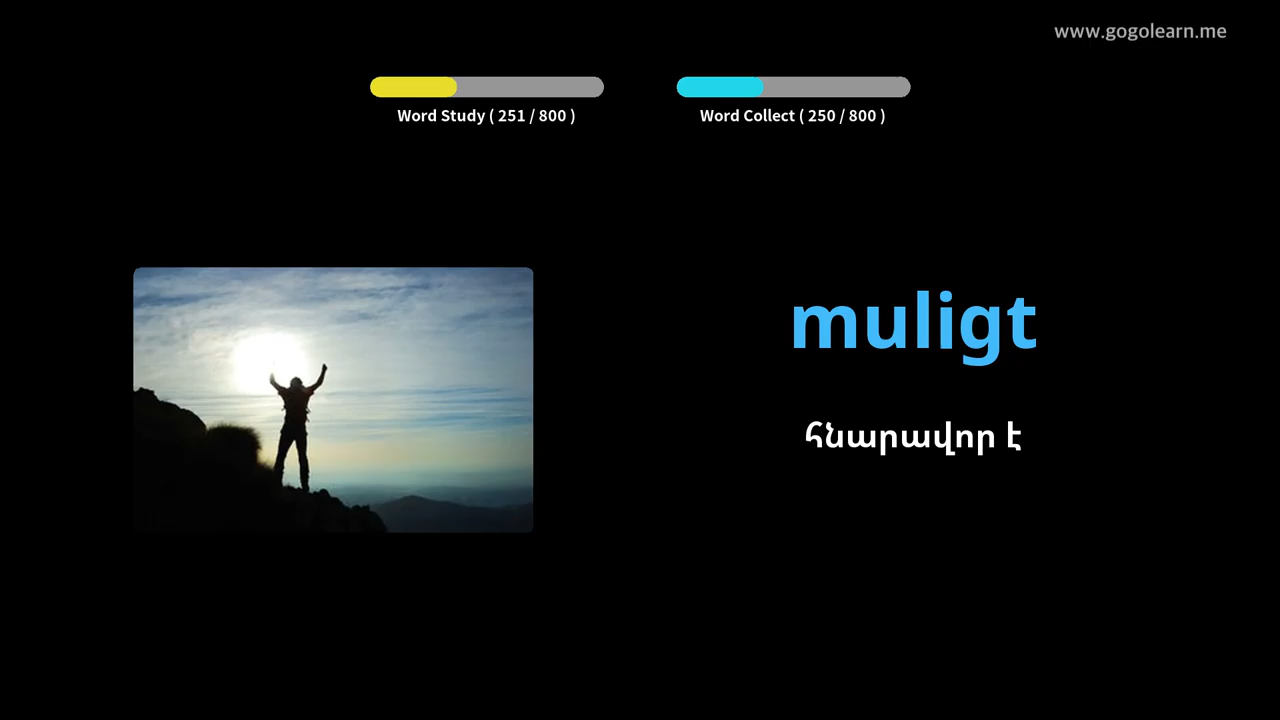 www.gogolearn.me
Word Study ( 251 / 800 )
Word Collect ( 250 / 800 )
muligt
հնարավոր է